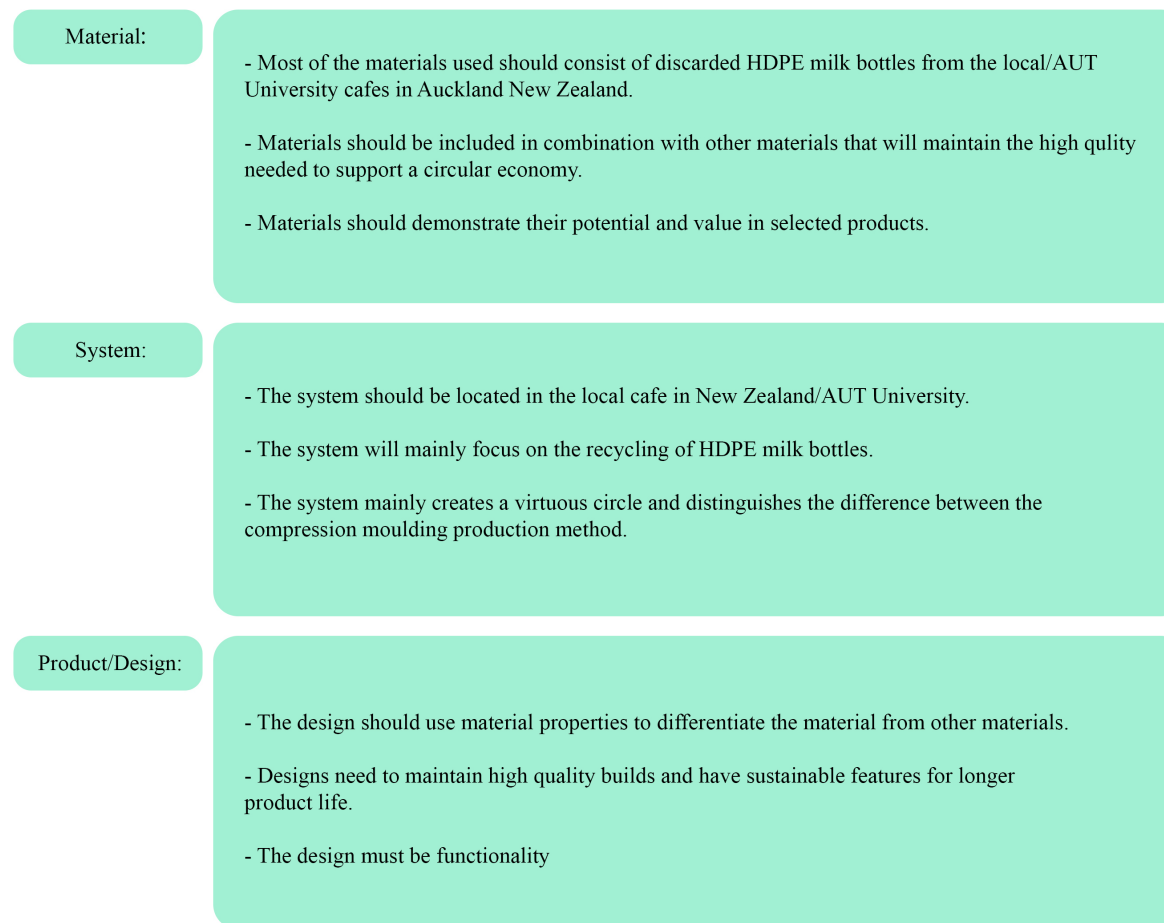 Material:
- Most of the materials used should consist of discarded HDPE milk bottles from the local/AUT
University cafes in Auckland New Zealand.
- Materials should be included in combination with other materials that will maintain the high qulity
needed to support a circular economy.
- Materials should demonstrate their potential and value in selected products.
System:
- The system should be located in the local cafe in New Zealand/AUT University.
- The system will mainly focus on the recycling of HDPE milk bottles.
- The system mainly creates a virtuous circle and distinguishes the difference between the
compression moulding production method.
Product/Design:
- The design should use material properties to differentiate the material from other materials.
- Designs need to maintain high quality builds and have sustainable features for longer
product life.
- The design must be functionality